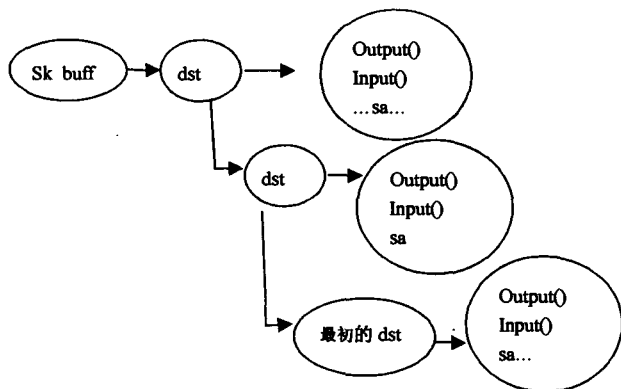 Sk buff
dst
Output()
Input()
...sa...
dst
Output()
Input()
sa
最初的 dst
Output()
Input()
sa...